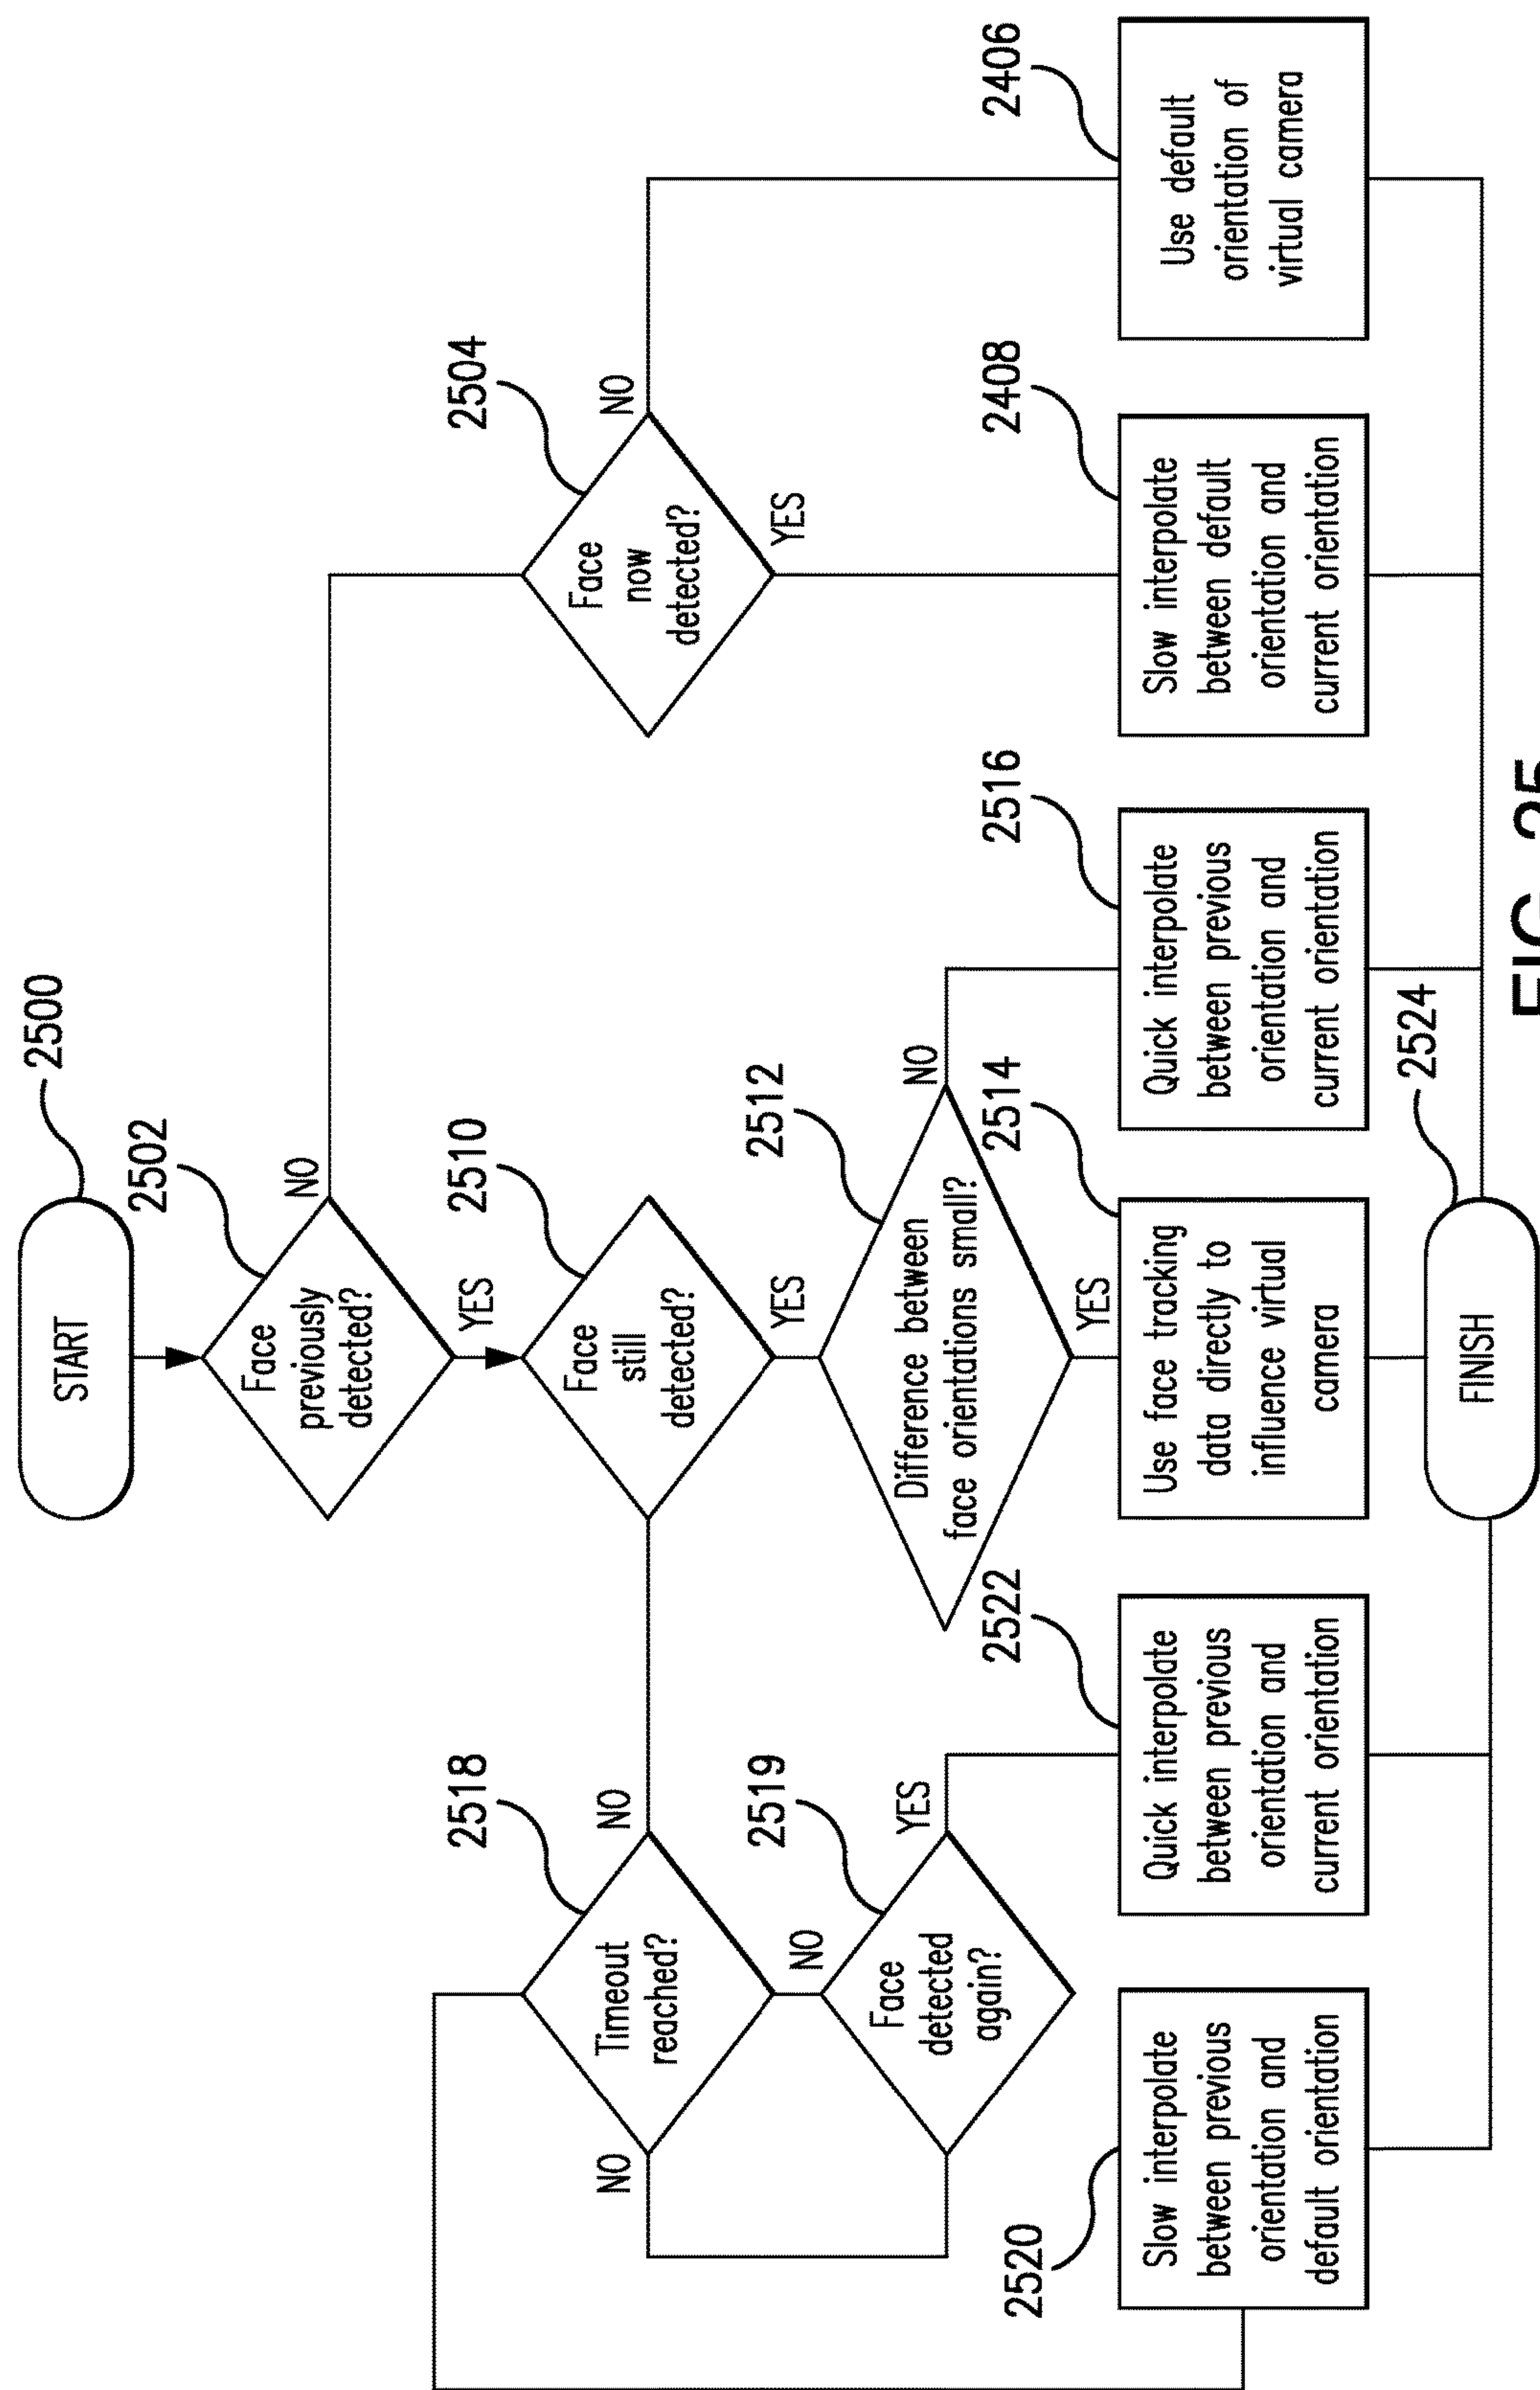 START
2500
Face
previously
detected?
2502
NO
YES
Face
still
detected?
2510
YES
Face
now
detected?
2504
NO
YES
Timeout
reached?
2518
NO
NO
NO
Face
detected
again?
2519
YES
Difference between
face orientations small?
2512
NO
YES
2520
Slow interpolate
between previous
orientation and
default orientation
2522
Quick interpolate
between previous
orientation and
current orientation
2514
Use face tracking
data directly to
influence virtual
camera
2516
Quick interpolate
between previous
orientation and
current orientation
2408
Slow interpolate
between default
orientation and
current orientation
2406
Use default
orientation of
virtual camera
FINISH
2524
FIG. 25